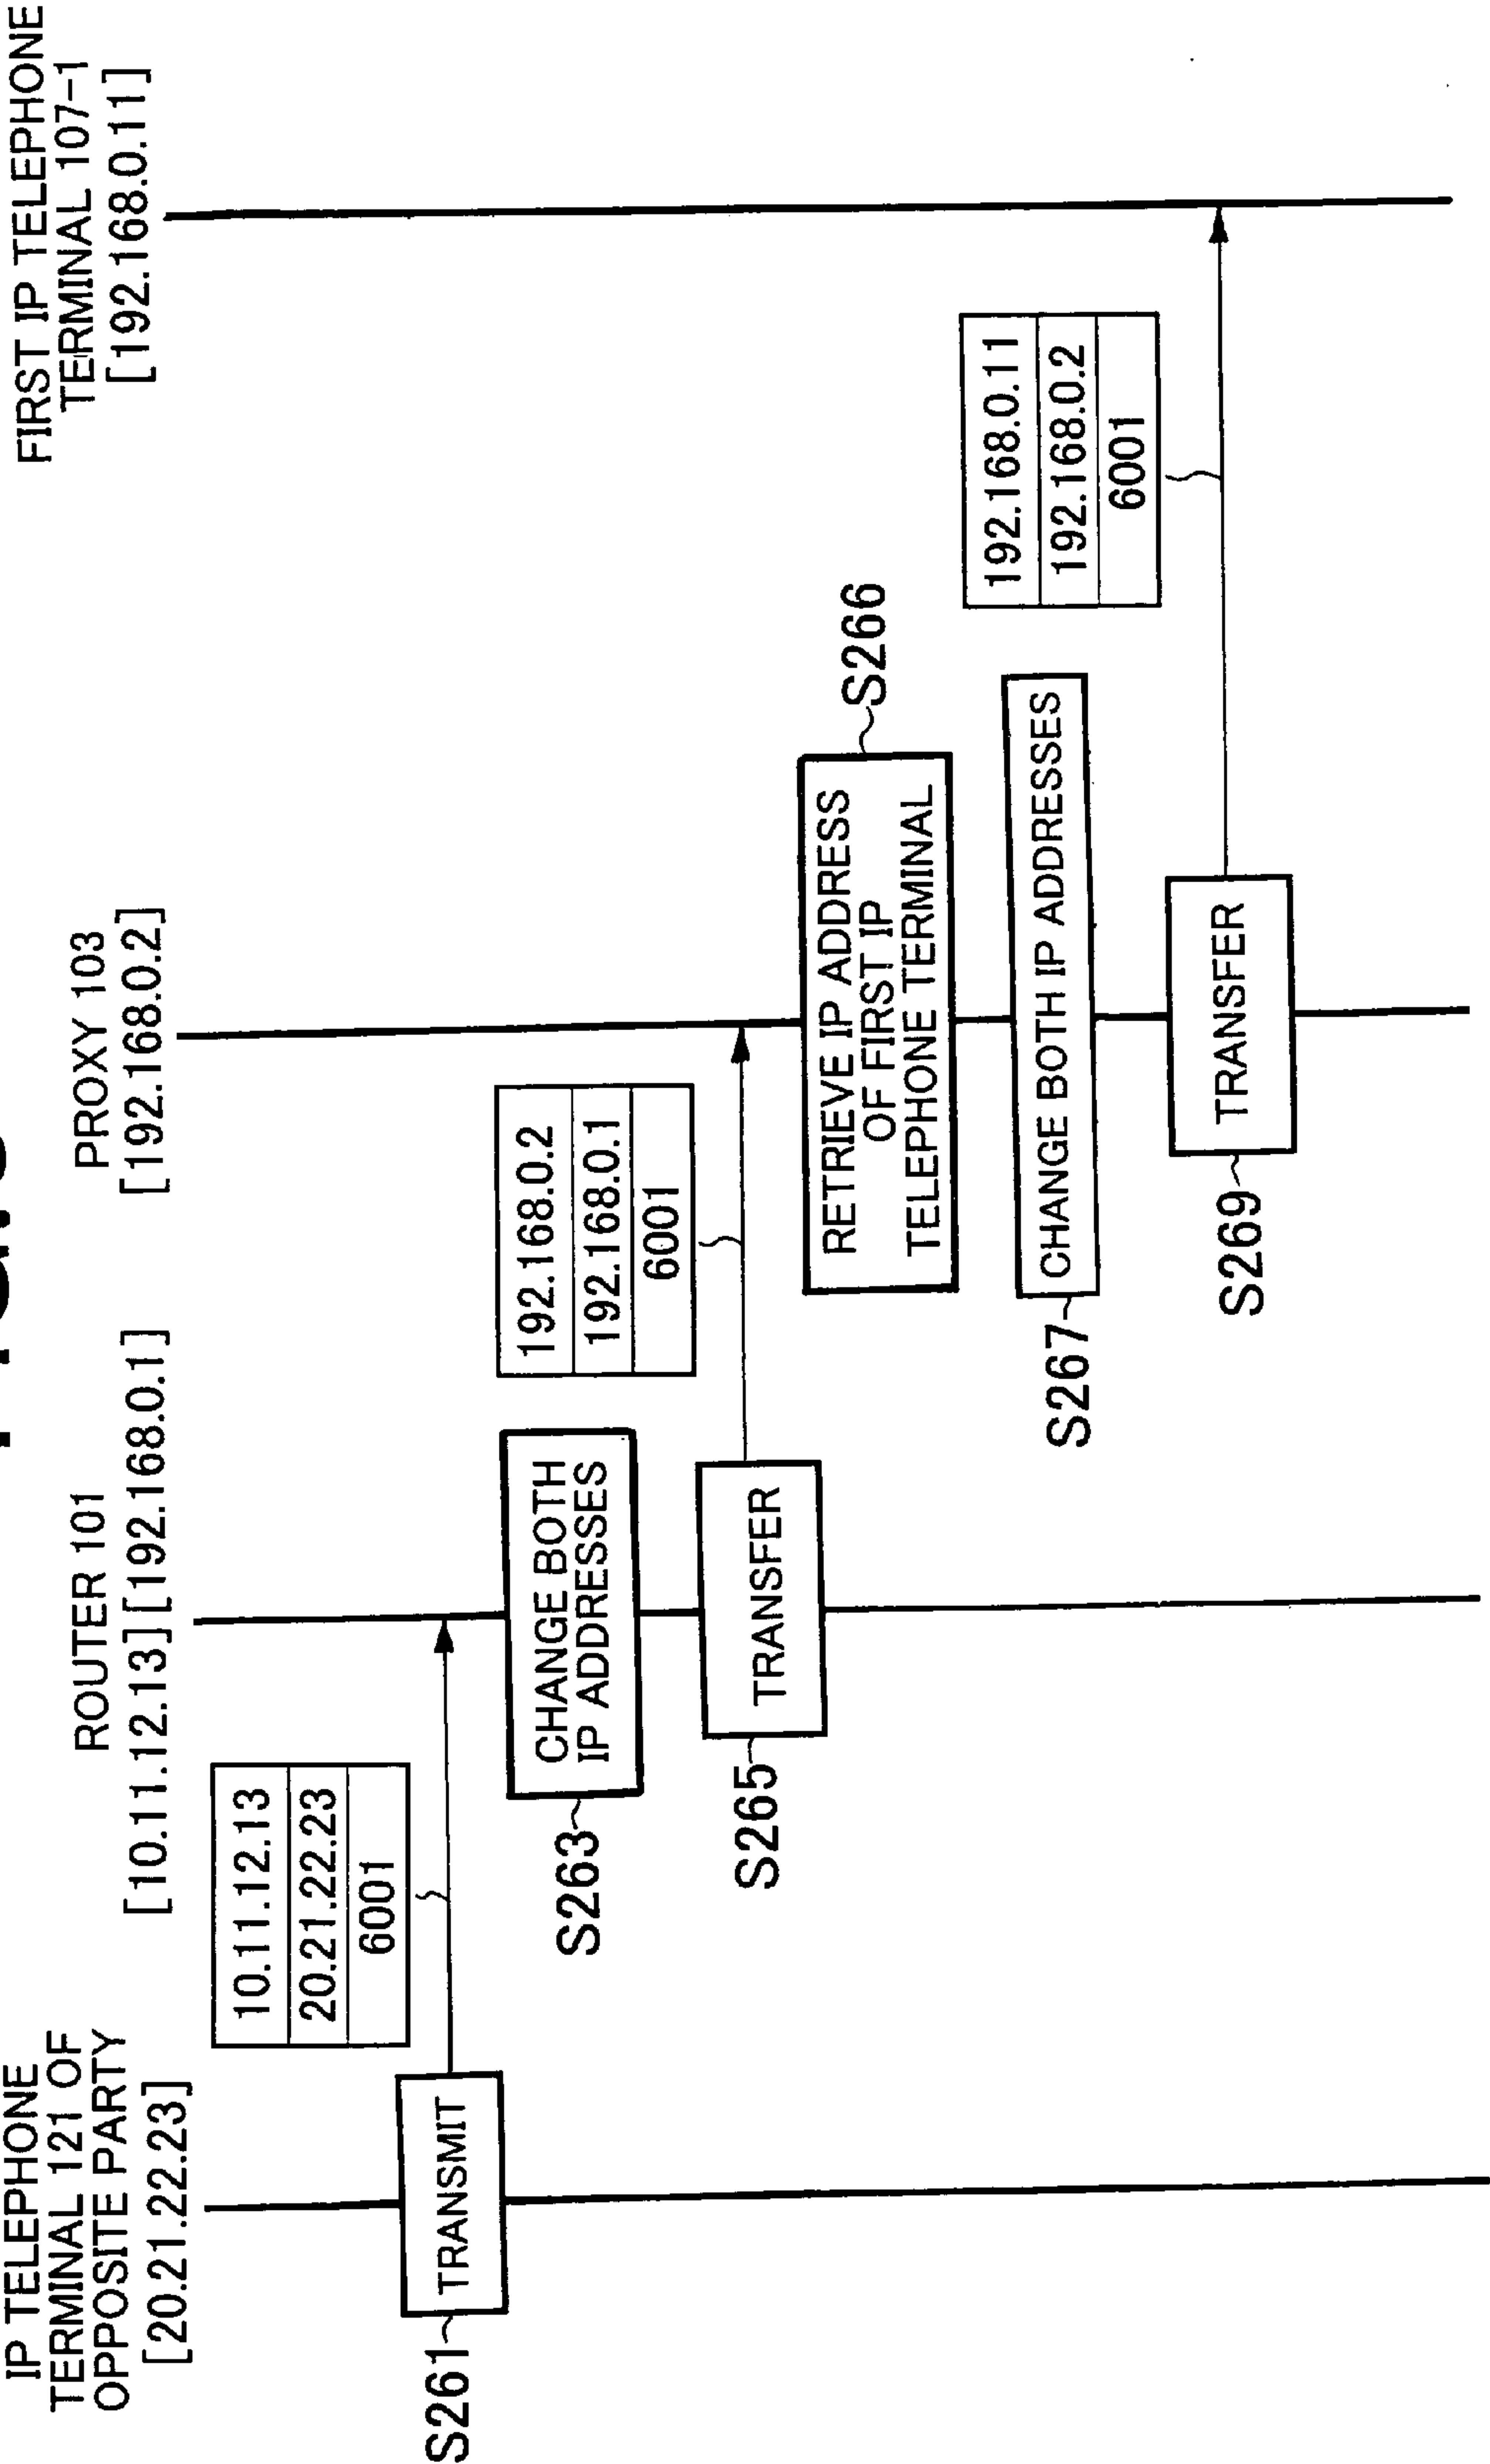 IP TELEPHONE
TERMINAL 121 OF
OPPOSITE PARTY
[20.21.22.23]
ROUTER 101
[10.11.12.13][192.168.0.1]
PROXY 103
[192.168.0.2]
FIRST IP TELEPHONE
TERMINAL 107-1
[192.168.0.11]
S261
TRANSMIT
10.11.12.13
20.21.22.23
6001
S263
CHANGE BOTH
IP ADDRESSES
S265
TRANSFER
192.168.0.2
192.168.0.1
6001
RETRIEVE IP ADDRESS
OF FIRST IP
TELEPHONE TERMINAL
S266
S267
CHANGE BOTH IP ADDRESSES
S269
TRANSFER
192.168.0.11
192.168.0.2
6001